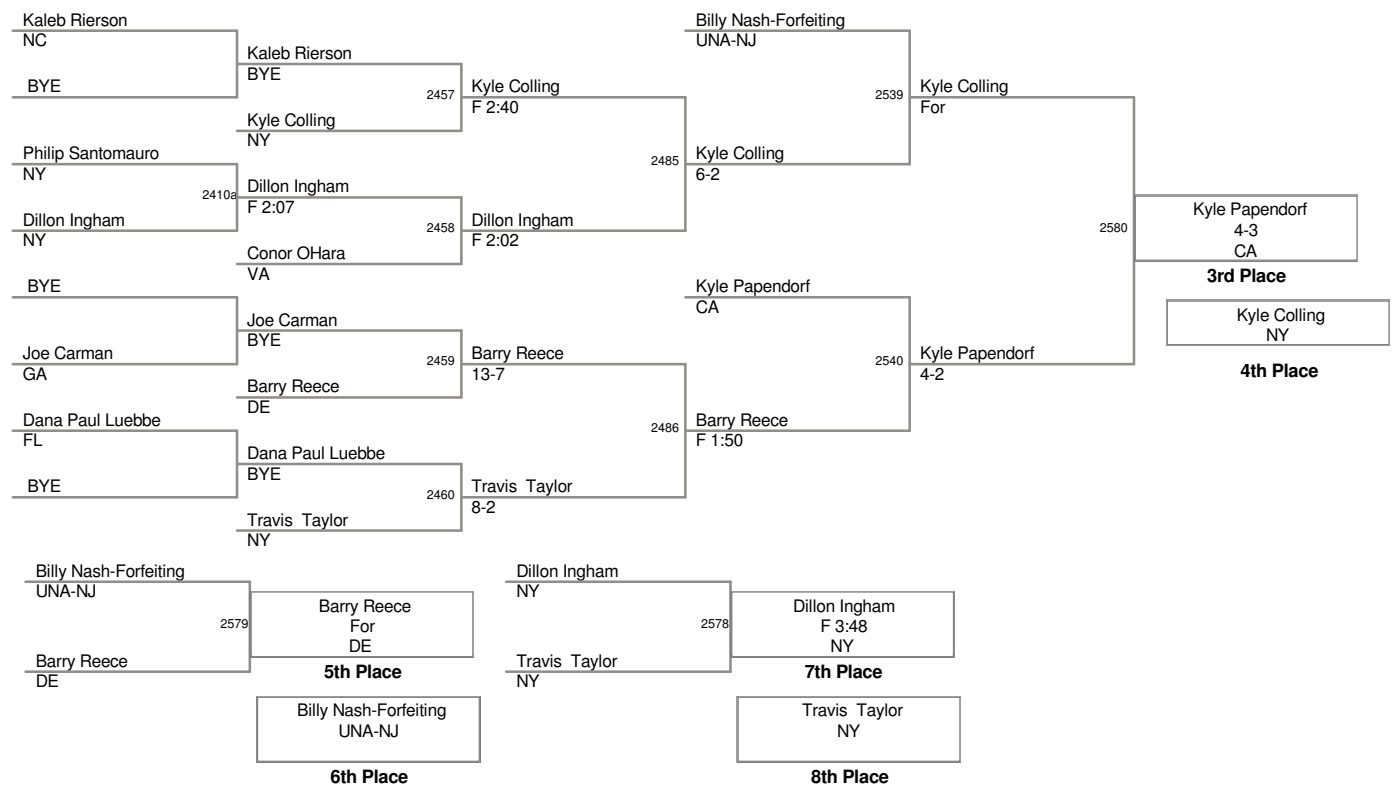 Kaleb Rierson
NC
BYE
Philip Santomauro
NY
2410a
Dillon Ingham
NY
BYE
Joe Carman
GA
Dana Paul Luebbe
FL
BYE
Kaleb Rierson
BYE
2457
Kyle Colling
NY
Dillon Ingham
F 2:07
2458
Conor OHara
VA
Joe Carman
BYE
2459
Barry Reece
DE
Dana Paul Luebbe
BYE
2460
Travis Taylor
NY
Kyle Colling
F 2:40
2485
Dillon Ingham
F 2:02
Barry Reece
13-7
2486
Travis Taylor
8-2
Billy Nash-Forfeiting
UNA-NJ
2539
Kyle Colling
6-2
Kyle Papendorf
CA
2540
Barry Reece
F 1:50
Kyle Colling
For
2580
Kyle Papendorf
4-2
Kyle Papendorf
4-3
CA
3rd Place
Kyle Colling
NY
4th Place
Billy Nash-Forfeiting
UNA-NJ
2579
Barry Reece
DE
Barry Reece
For
DE
5th Place
Billy Nash-Forfeiting
UNA-NJ
6th Place
Dillon Ingham
NY
2578
Travis Taylor
NY
Dillon Ingham
F 3:48
NY
7th Place
Travis Taylor
NY
8th Place